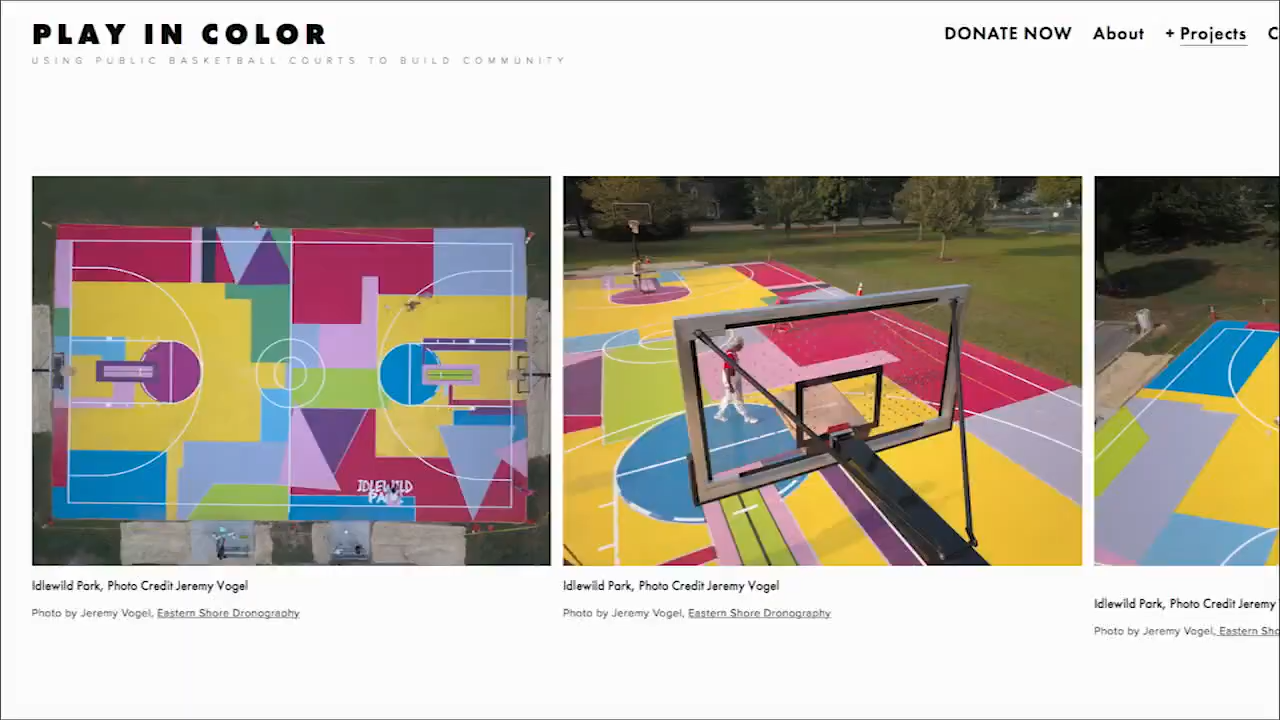 PLAY IN COLOR
USING PUBLIC BASKETBALL COURTS TO BUILD COMMUNITY
DONATE NOW About + Projects C
IDLEWILD
PARK
Idlewild Park, Photo Credit Jeremy Vogel
Photo by Jeremy Vogel, Eastern Shore Dronography
Idlewild Park, Photo Credit Jeremy Vogel
Photo by Jeremy Vogel, Eastern Shore Dronography
Idlewild Park, Photo Credit Jeremy
Photo by Jeremy Vogel, Eastern Sho